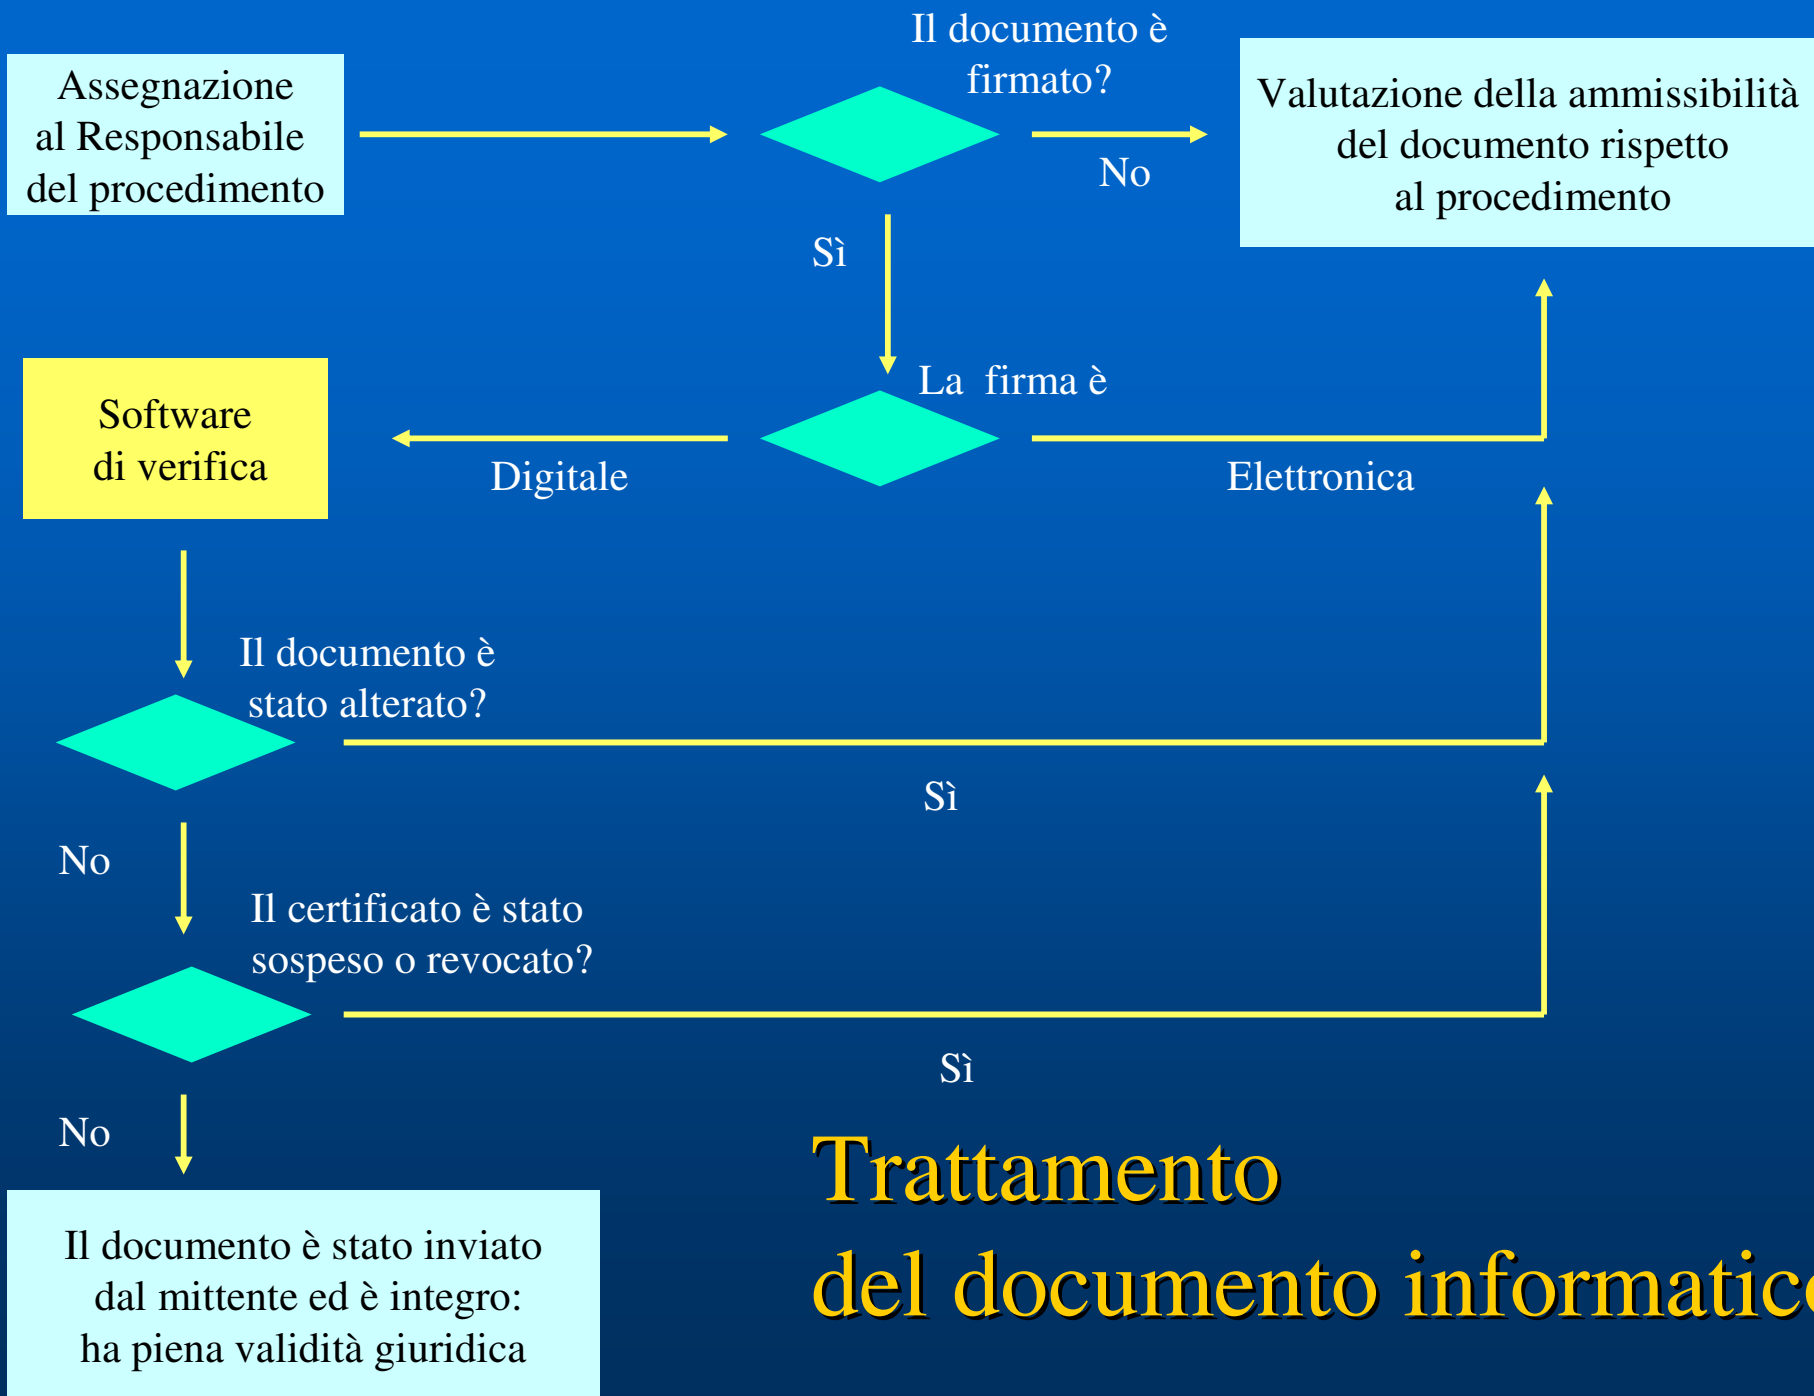 Il documento è
firmato?
Assegnazione
al Responsabile
del procedimento
Valutazione della ammissibilità
del documento rispetto
al procedimento
No
Sì
La firma è
Software
di verifica
Digitale
Elettronica
Il documento è
stato alterato?
Sì
No
Il certificato è stato
sospeso o revocato?
Sì
No
Il documento è stato inviato
dal mittente ed è integro:
ha piena validità giuridica
Trattamento
del documento informatico